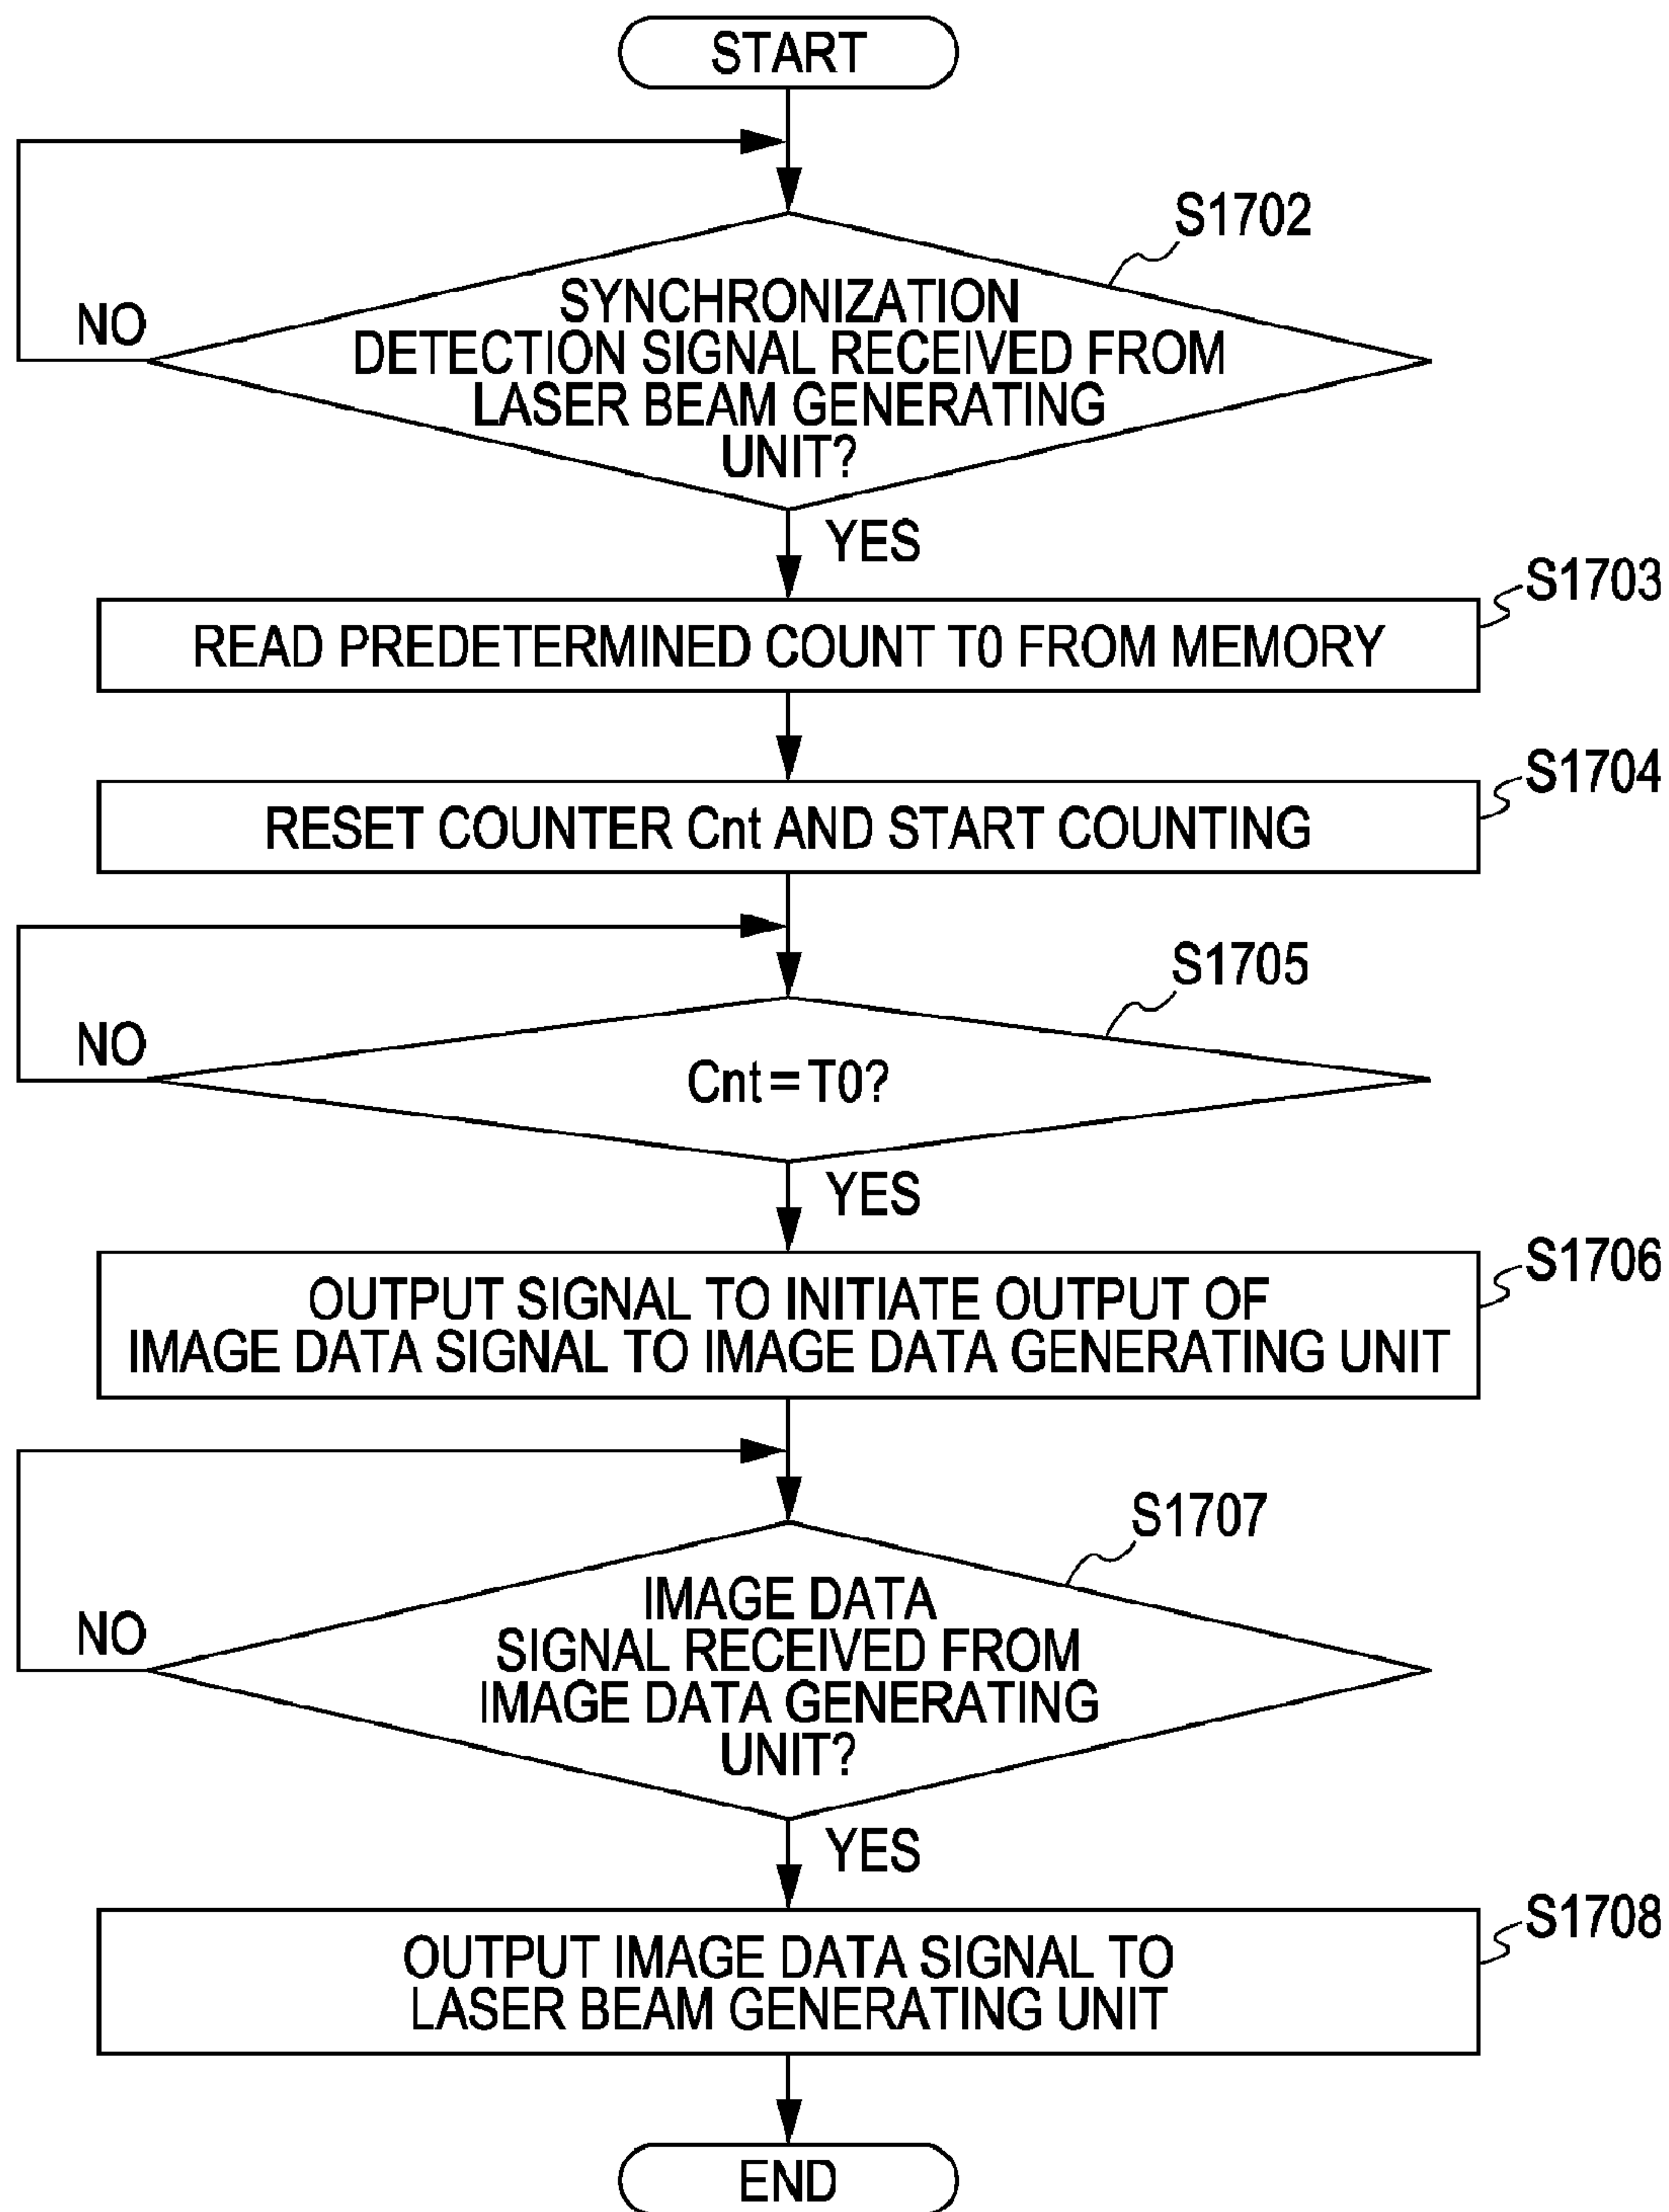 START
S1702
SYNCHRONIZATION
DETECTION SIGNAL RECEIVED FROM
LASER BEAM GENERATING
UNIT?
NO
YES
S1703
READ PREDETERMINED COUNT T0 FROM MEMORY
S1704
RESET COUNTER Cnt AND START COUNTING
S1705
NO
Cnt = T0?
YES
S1706
OUTPUT SIGNAL TO INITIATE OUTPUT OF
IMAGE DATA SIGNAL TO IMAGE DATA GENERATING UNIT
S1707
IMAGE DATA
SIGNAL RECEIVED FROM
IMAGE DATA GENERATING
UNIT?
NO
YES
S1708
OUTPUT IMAGE DATA SIGNAL TO
LASER BEAM GENERATING UNIT
END